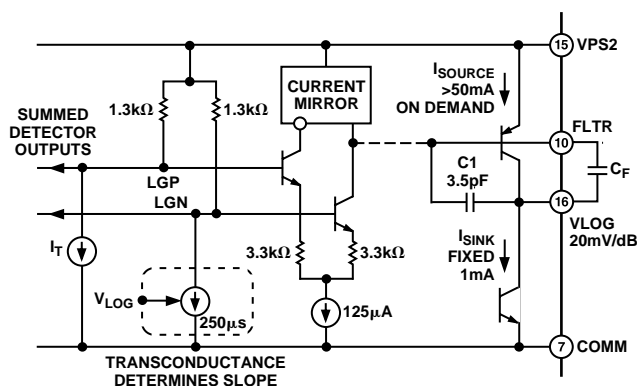 15
VPS2
ISOURCE
>50mA
ON DEMAND
CURRENT
MIRROR
1.3kΩ
1.3kΩ
SUMMED
DETECTOR
OUTPUTS
FLTR
10
C1
3.5pF
CF
LGP
LGN
16
VLOG
20mV/dB
IT
3.3kΩ
3.3kΩ
ISINK
FIXED
1mA
VLOG
250µs
125µA
7
COMM
TRANSCONDUCTANCE
DETERMINES SLOPE